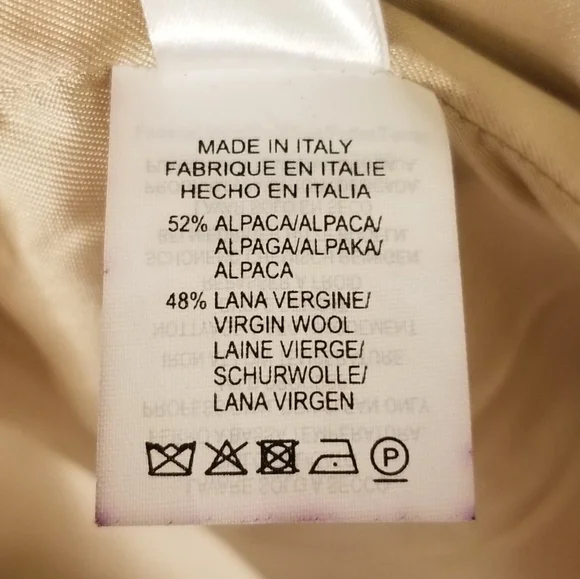 MADE IN ITALY
FABRIQUE EN ITALIE
HECHO EN ITALIA
52% ALPACA/ALPACA/
ALPAGA/ALPAKA/
ALPACA
48% LANA VERGINE/
VIRGIN WOOL
LAINE VIERGE/
SCHURWOLLE/
LANA VIRGEN
P